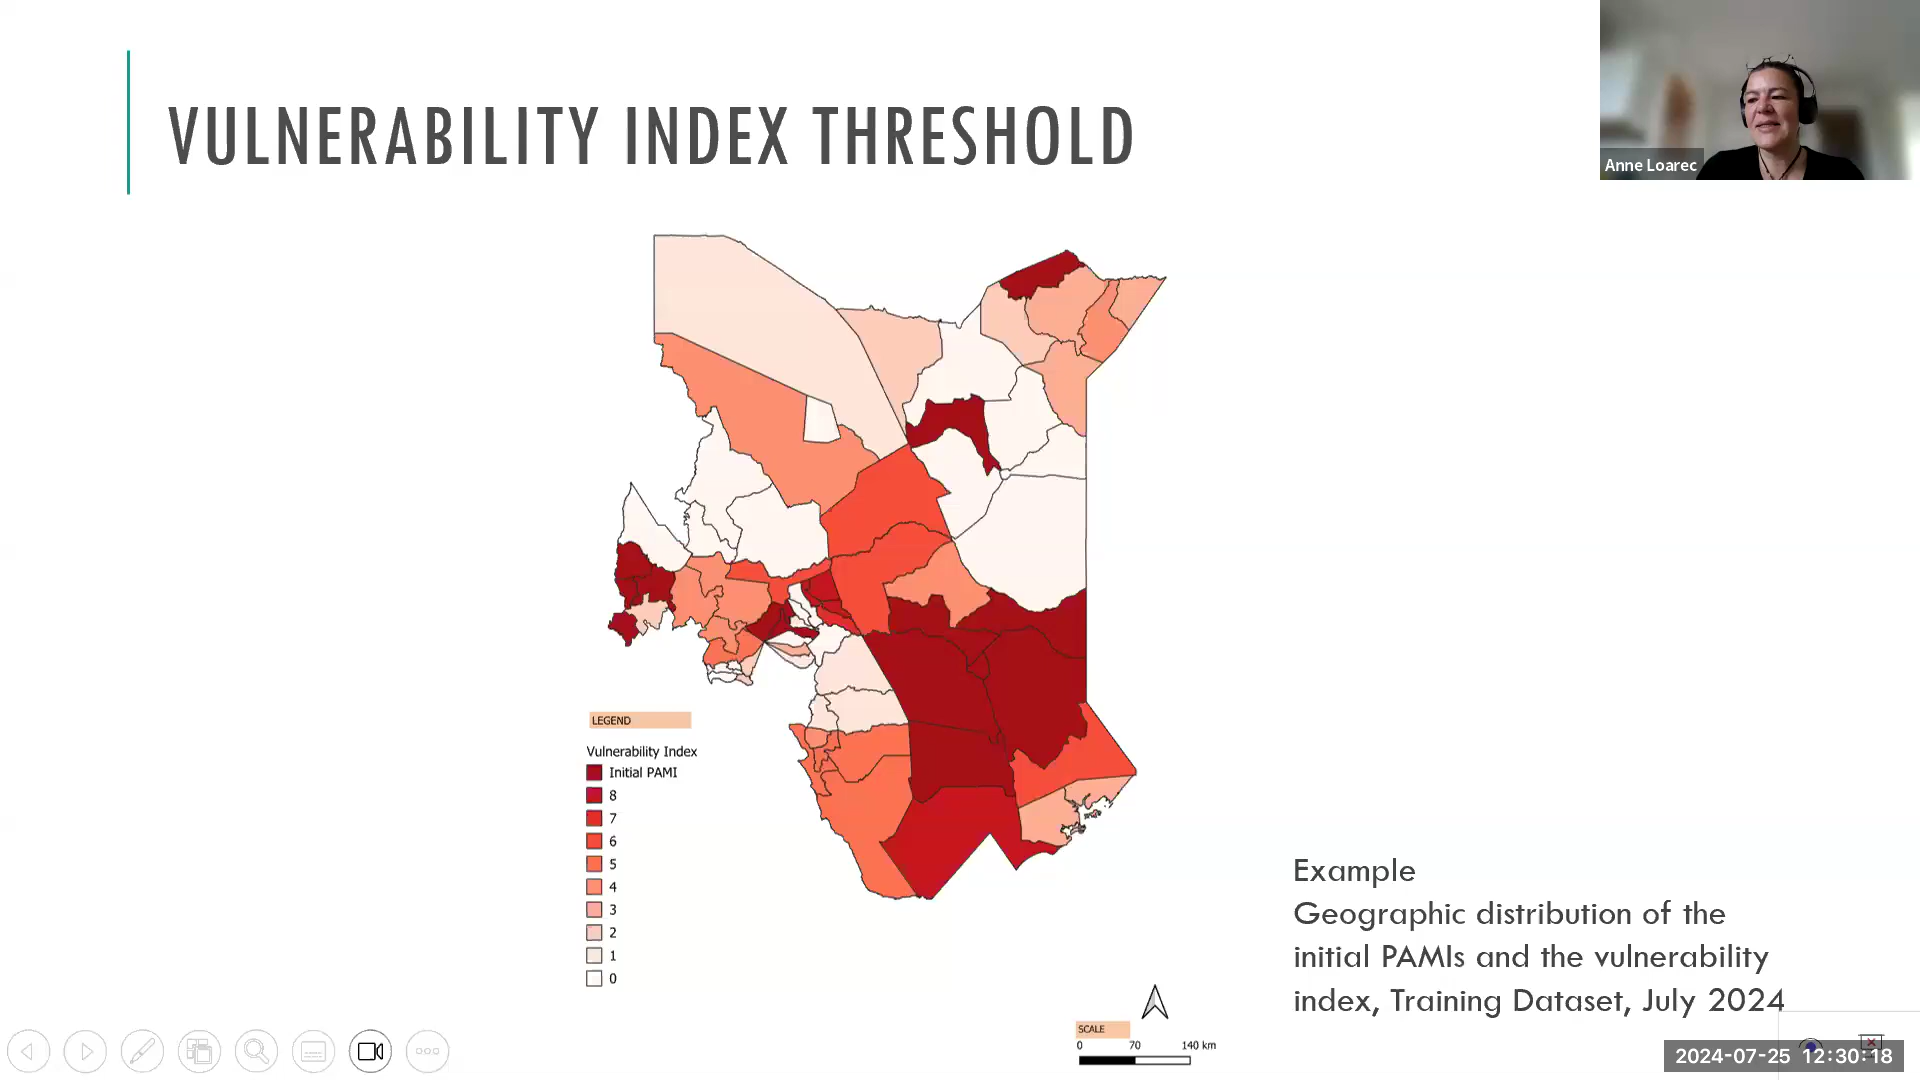 VULNERABILITY INDEX THRESHOLD
Anne Loarec
LEGEND
Vulnerability Index
Initial PAMI
8
7
6
5
4
3
2
1
0
Example
Geographic distribution of the
initial PAMIs and the vulnerability
index, Training Dataset, July 2024
SCALE
0 70 140 km
2024-07-25 12:30:18